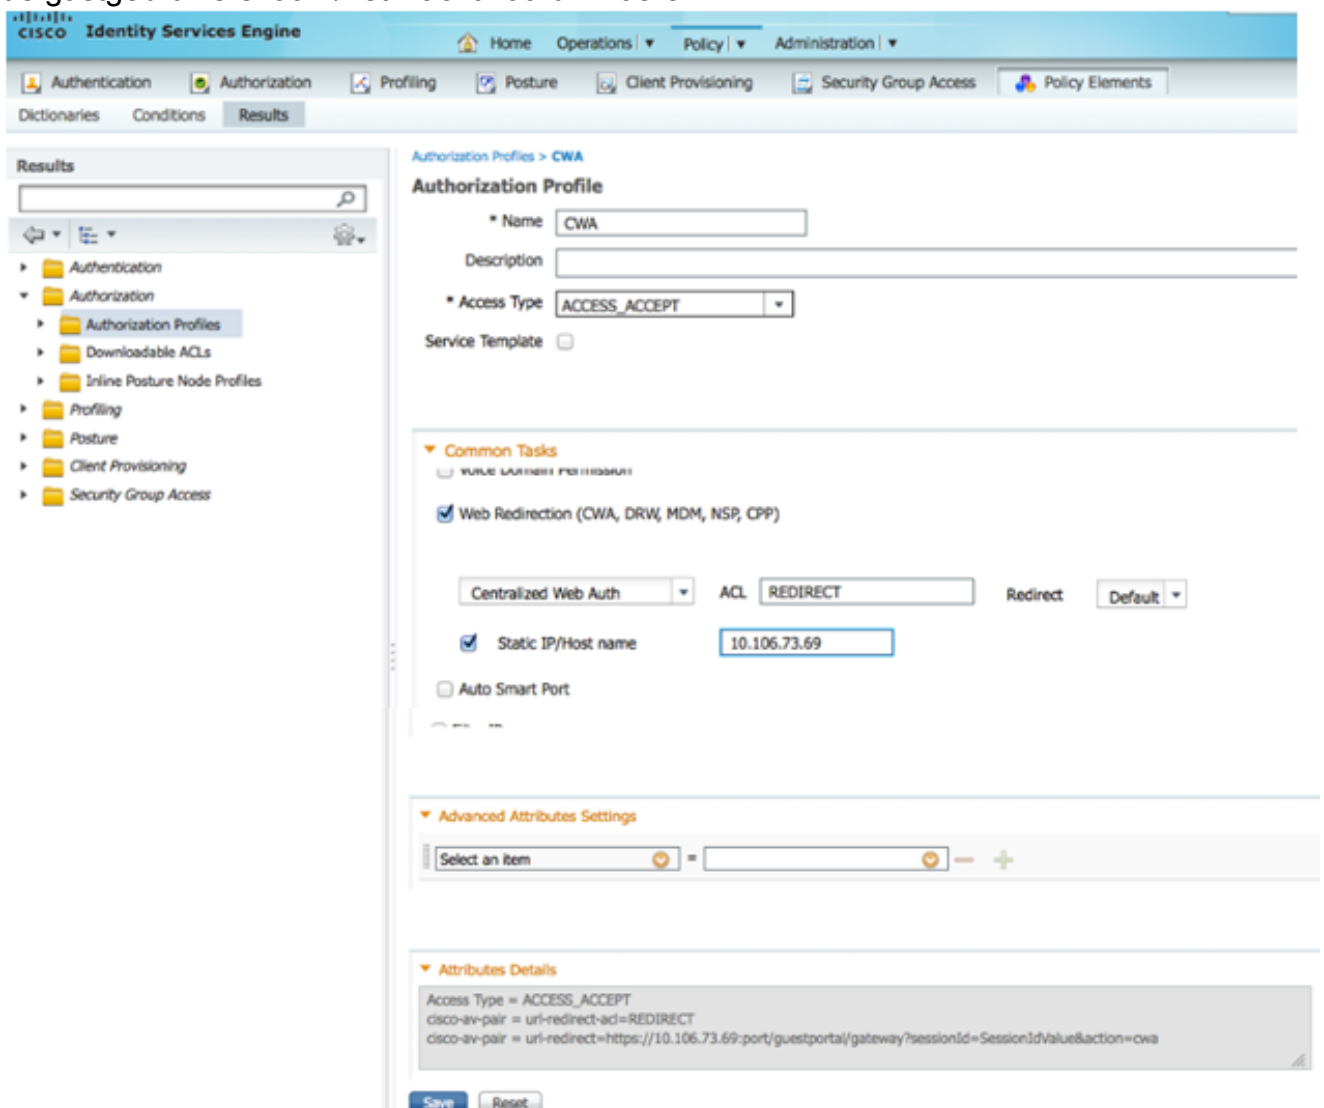 CISCO Identity Services Engine
Home Operations Policy Administration
Authentication Authorization Profiling Posture Client Provisioning Security Group Access Policy Elements
Dictionaries Conditions Results
Results
Authentication
Authorization
Authorization Profiles
Downloadable ACLs
Inline Posture Node Profiles
Profiling
Posture
Client Provisioning
Security Group Access
Authorization Profiles > CWA
Authorization Profile
* Name CWA
Description
* Access Type ACCESS_ACCEPT
Service Template
Common Tasks
Voice Domain Permission
Web Redirection (CWA, DRW, MDM, NSP, CPP)
Centralized Web Auth ACL REDIRECT Redirect Default
Static IP/Host name 10.106.73.69
Auto Smart Port
Advanced Attributes Settings
Select an item =
Attributes Details
Access Type = ACCESS_ACCEPT
cisco-av-pair = url-redirect-acl=REDIRECT
cisco-av-pair = url-redirect=https://10.106.73.69:port/guestportal/gateway?sessionId=SessionIdValue&action=cwa
Save Reset